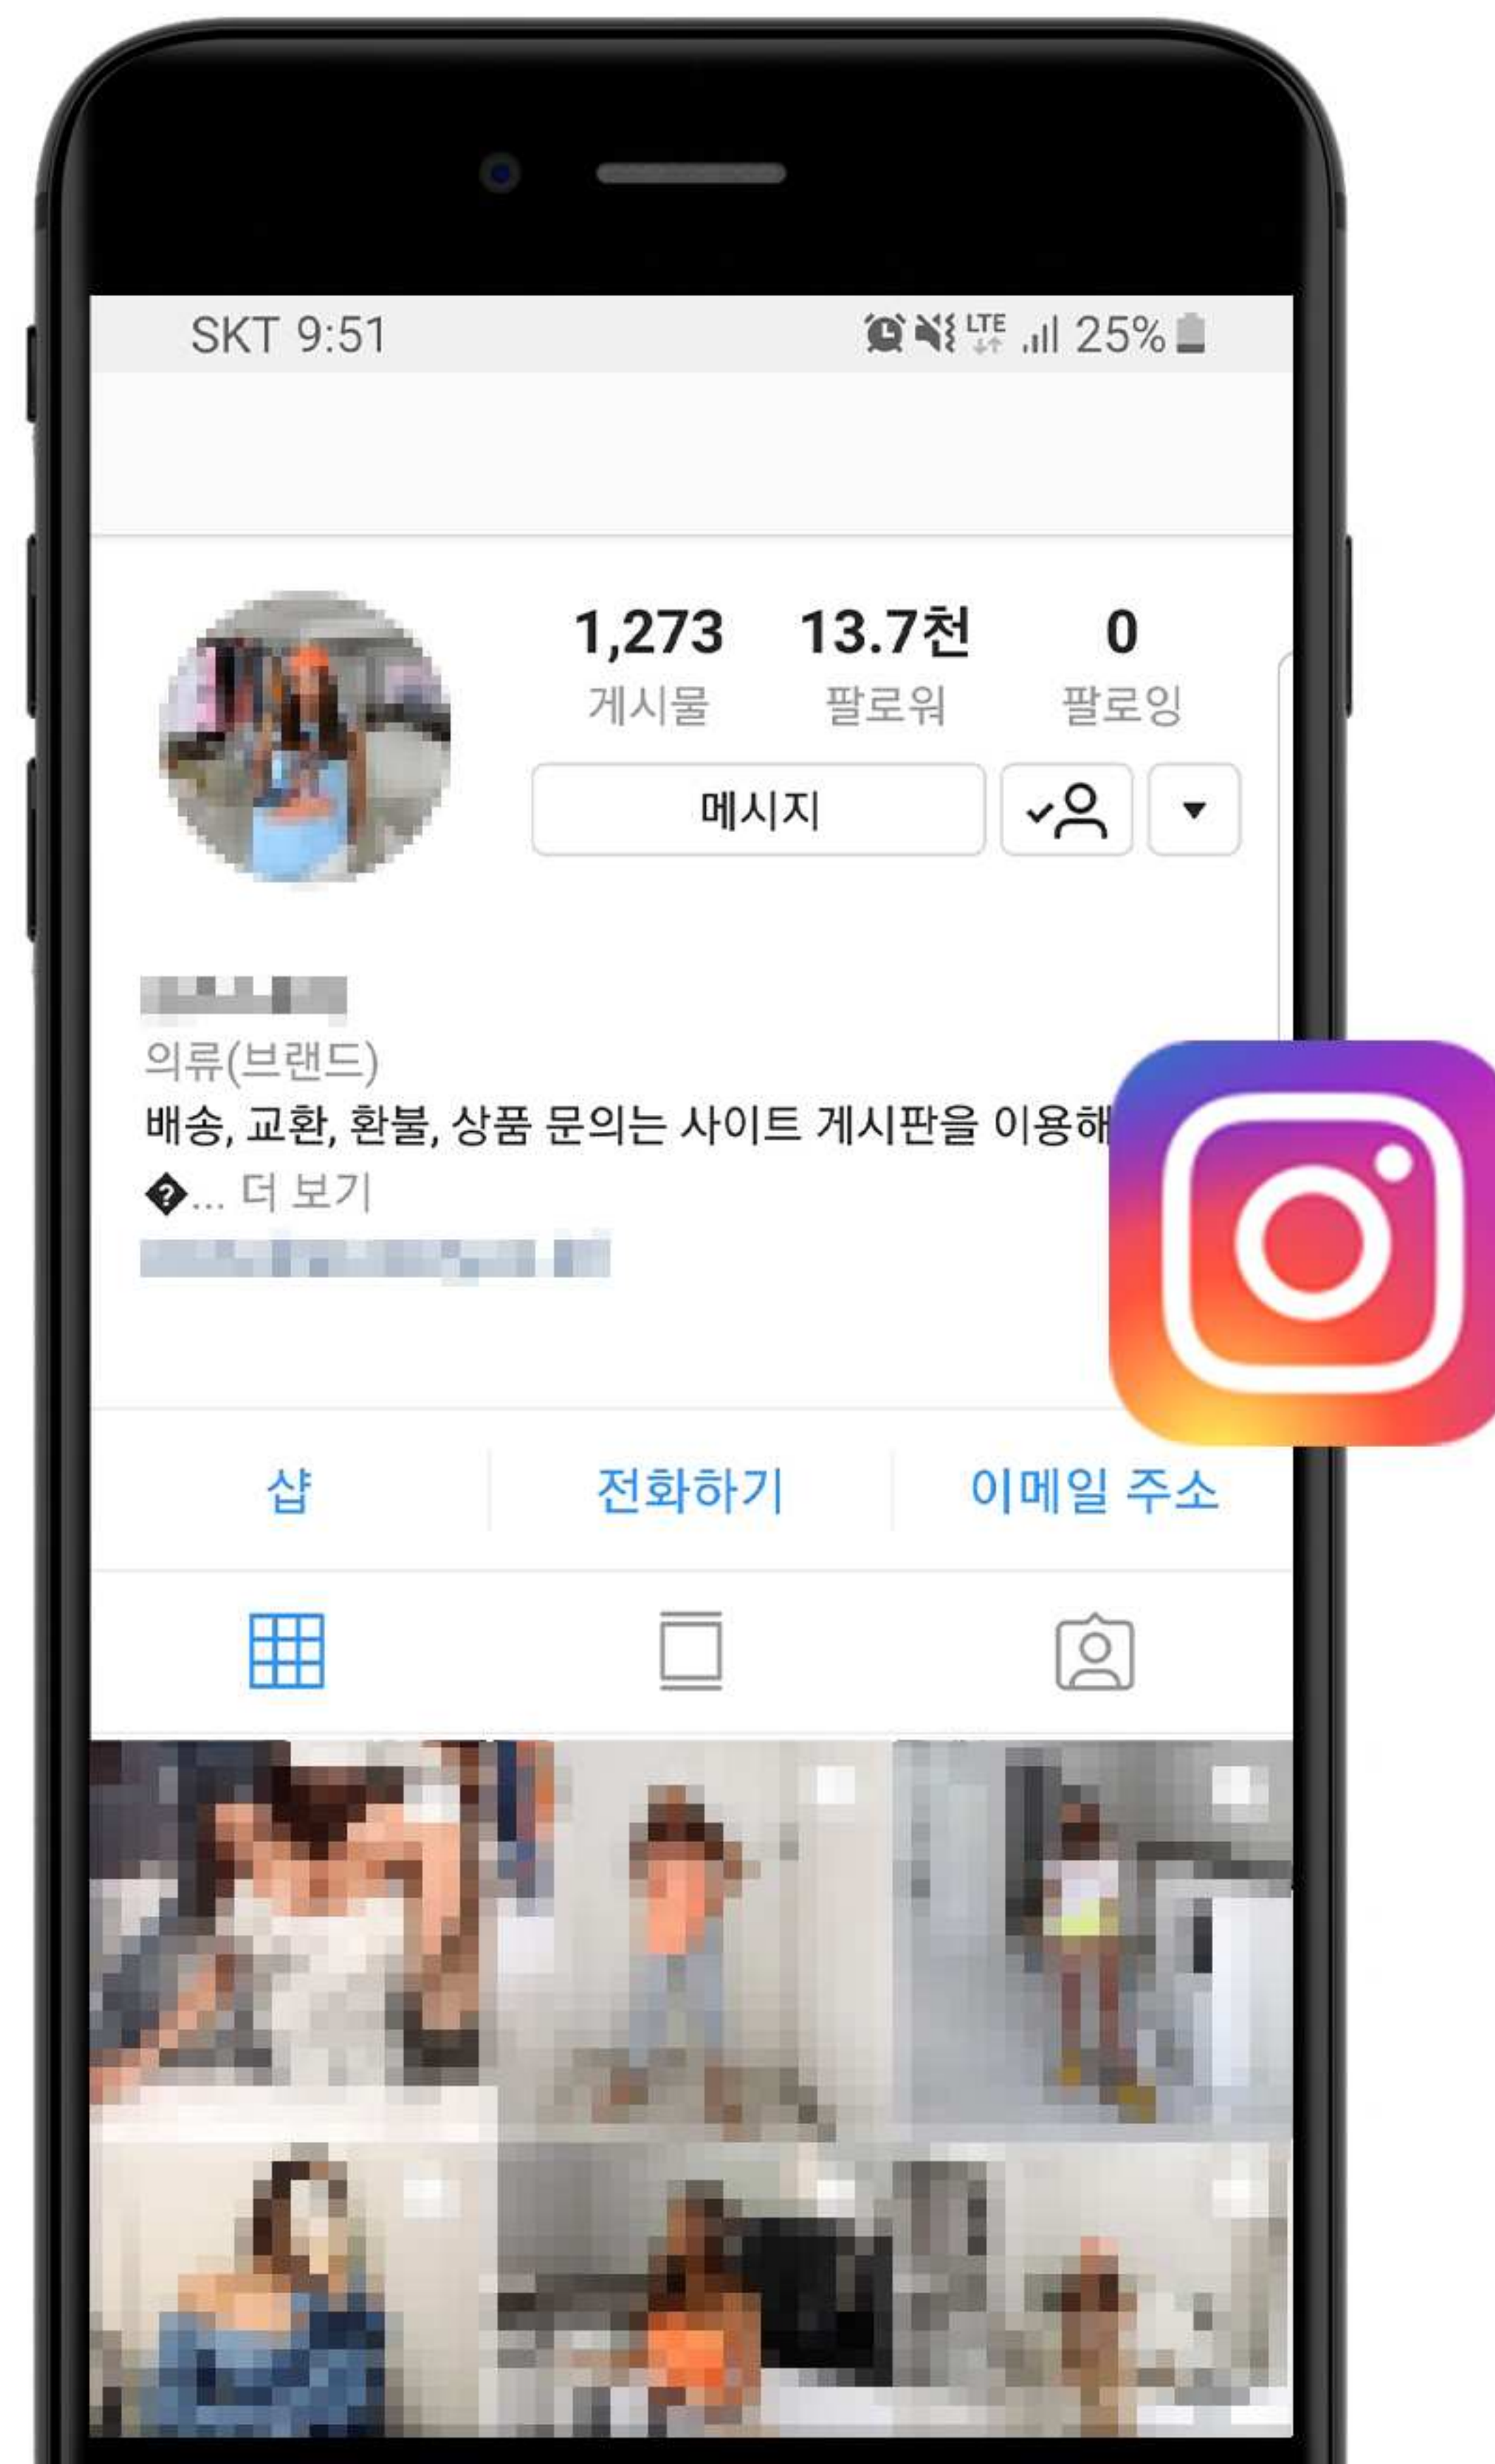 SKT 9:51 LTE 25%
1,273 13.7천 0
게시물 팔로워 팔로잉
메시지
의류(브랜드)
배송, 교환, 환불, 상품 문의는 사이트 게시판을 이용해
�... 더 보기
샵 전화하기 이메일 주소